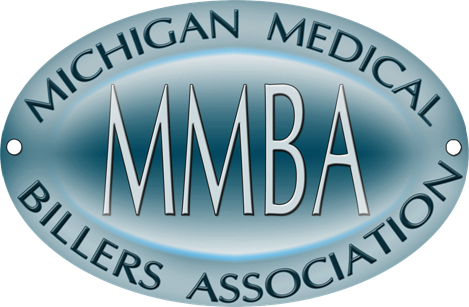 MICHIGAN MEDICAL
MMBA
BILLERS ASSOCIATION